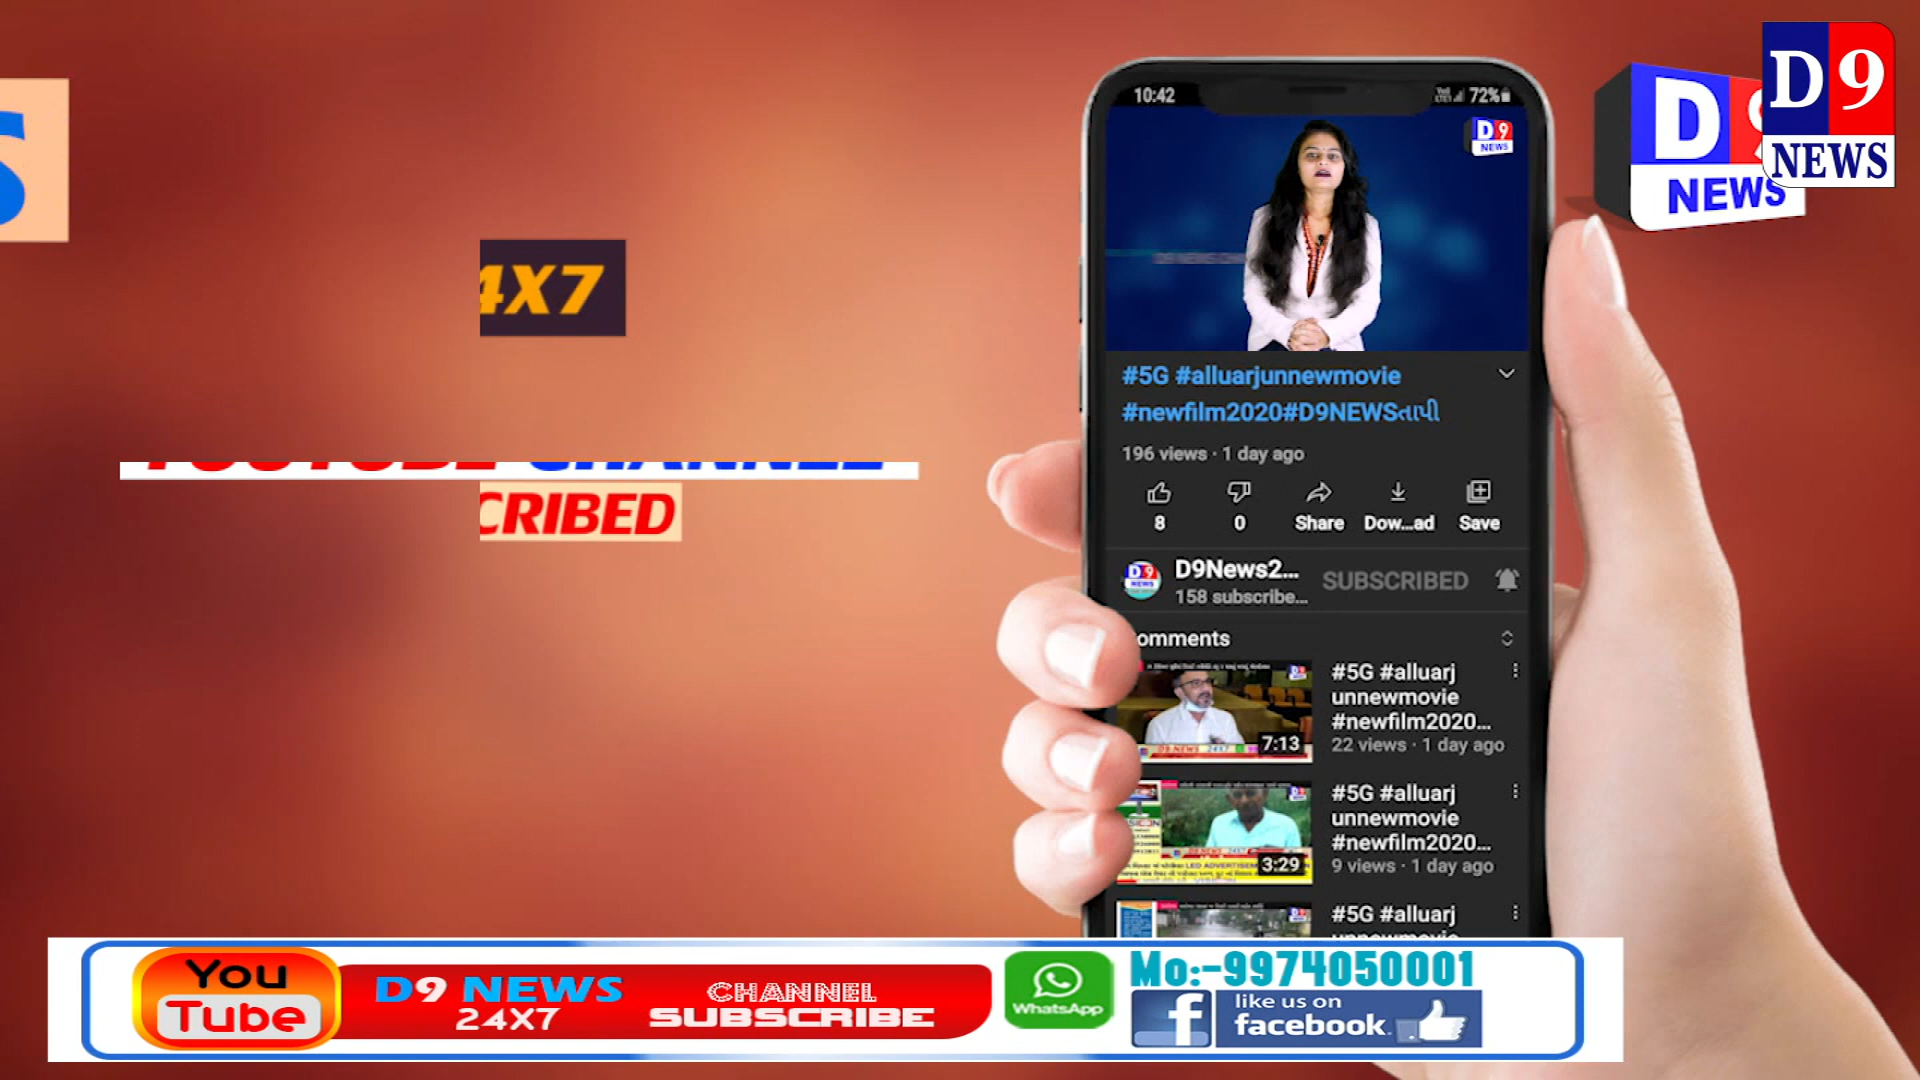 S
4X7
YOUTUBE CHANNEL
CRIBED
D9
NEWS
D9
NEWS
10:42
72%
D9
NEWS
#5G #alluarjunnewmovie
#newfilm2020#D9NEWSતાપી
196 views · 1 day ago
8 0 Share Dow...ad Save
D9News2...
158 subscribe...
SUBSCRIBED
omments
#5G #alluarj
unnewmovie
#newfilm2020...
22 views · 1 day ago
7:13
#5G #alluarj
unnewmovie
#newfilm2020...
9 views · 1 day ago
3:29
#5G #alluarj
You
Tube
D9 NEWS
24X7
CHANNEL
SUBSCRIBE
WhatsApp
Mo:-9974050001
like us on
facebook.